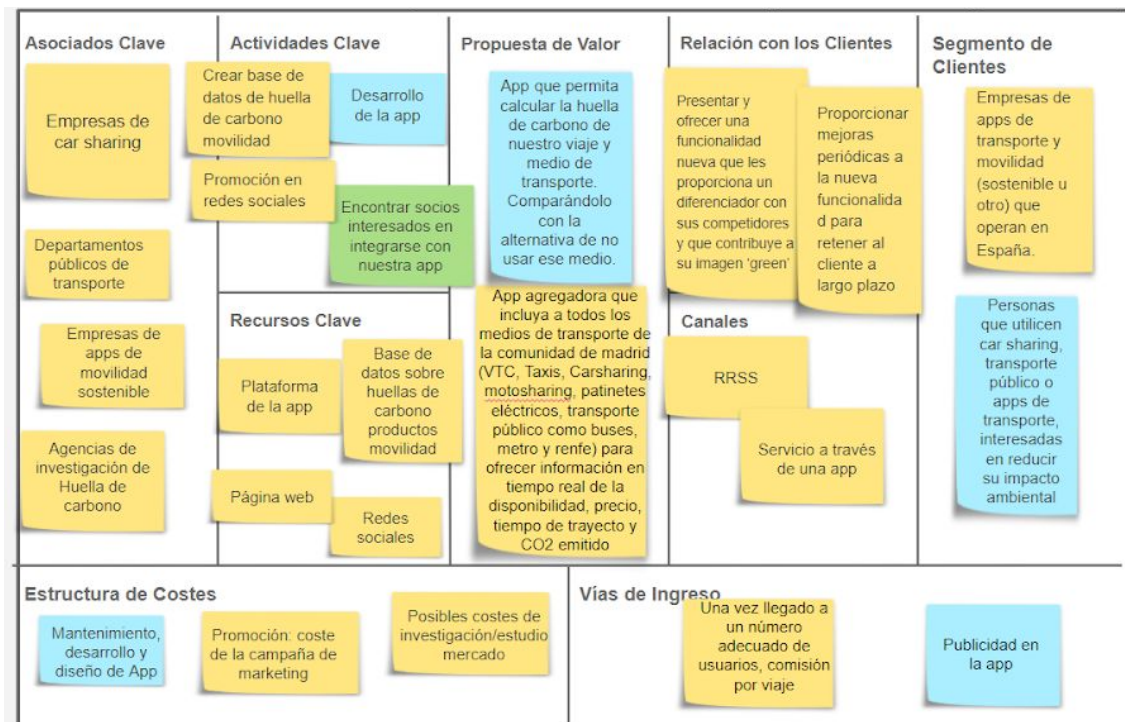 Asociados Clave
Empresas de
car sharing
Departamentos
públicos de
transporte
Empresas de
apps de
movilidad
sostenible
Agencias de
investigación de
Huella de
carbono
Actividades Clave
Crear base de
datos de huella
de carbono
movilidad
Desarrollo
de la app
Promoción en
redes sociales
Encontrar socios
interesados en
integrarse con
nuestra app
Recursos Clave
Plataforma
de la app
Base de
datos sobre
huellas de
carbono
productos
movilidad
Página web
Redes
sociales
Propuesta de Valor
App que permita
calcular la huella
de carbono de
nuestro viaje y
medio de
transporte.
Comparándolo
con la
alternativa de no
usar ese medio.
App agregadora que
incluya a todos los
medios de transporte de
la comunidad de madrid
(VTC, Taxis, Carsharing,
motosharing, patinetes
eléctricos, transporte
público como buses,
metro y renfe) para
ofrecer información en
tiempo real de la
disponibilidad, precio,
tiempo de trayecto y
CO2 emitido
Relación con los Clientes
Presentar y
ofrecer una
funcionalidad
nueva que les
proporciona un
diferenciador con
sus competidores
y que contribuye a
su imagen 'green'
Proporcionar
mejoras
periódicas a
la nueva
funcionalida
d para
retener al
cliente a
largo plazo
Canales
RRSS
Servicio a través
de una app
Segmento de
Clientes
Empresas de
apps de
transporte y
movilidad
(sostenible u
otro) que
operan en
España.
Personas
que utilicen
car sharing,
transporte
público o
apps de
transporte,
interesadas
en reducir
su impacto
ambiental
Estructura de Costes
Mantenimiento,
desarrollo y
diseño de App
Promoción: coste
de la campaña de
marketing
Posibles costes de
investigación/estudio
mercado
Vías de Ingreso
Una vez llegado a
un número
adecuado de
usuarios, comisión
por viaje
Publicidad en
la app